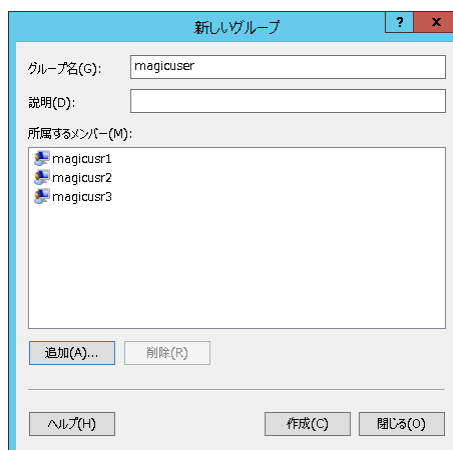 新しいグループ
? x
グループ名(G): magicuser
説明(D):
所属するメンバー(M):
magicusr1
magicusr2
magicusr3
追加(A)... 削除(R)
ヘルプ(H) 作成(C) 閉じる(O)